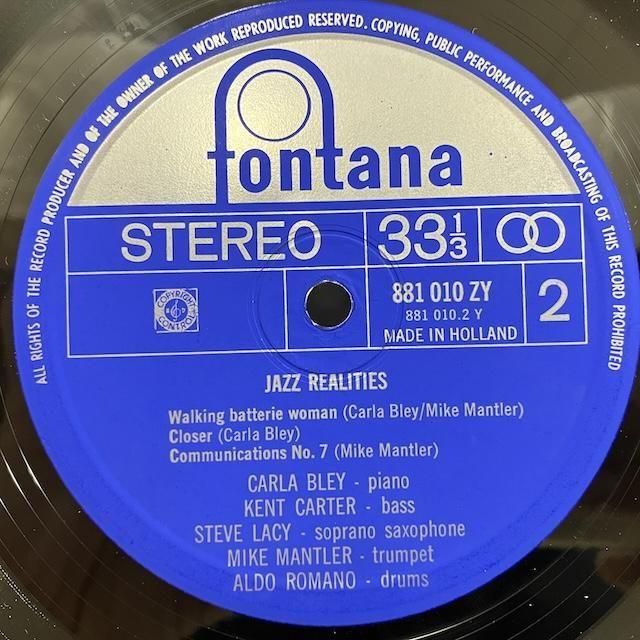 ALL RIGHTS OF THE RECORD PRODUCER AND OF THE OWNER OF THE WORK REPRODUCED RESERVED. COPYING, PUBLIC PERFORMANCE AND BROADCASTING OF THIS RECORD PROHIBITED
fontana
STEREO 33 1/3
881 010 ZY
881 010.2 Y
MADE IN HOLLAND
2
COPYRIGHT
CONTROL
JAZZ REALITIES
Walking batterie woman (Carla Bley/Mike Mantler)
Closer (Carla Bley)
Communications No. 7 (Mike Mantler)
CARLA BLEY - piano
KENT CARTER - bass
STEVE LACY - soprano saxophone
MIKE MANTLER - trumpet
ALDO ROMANO - drums